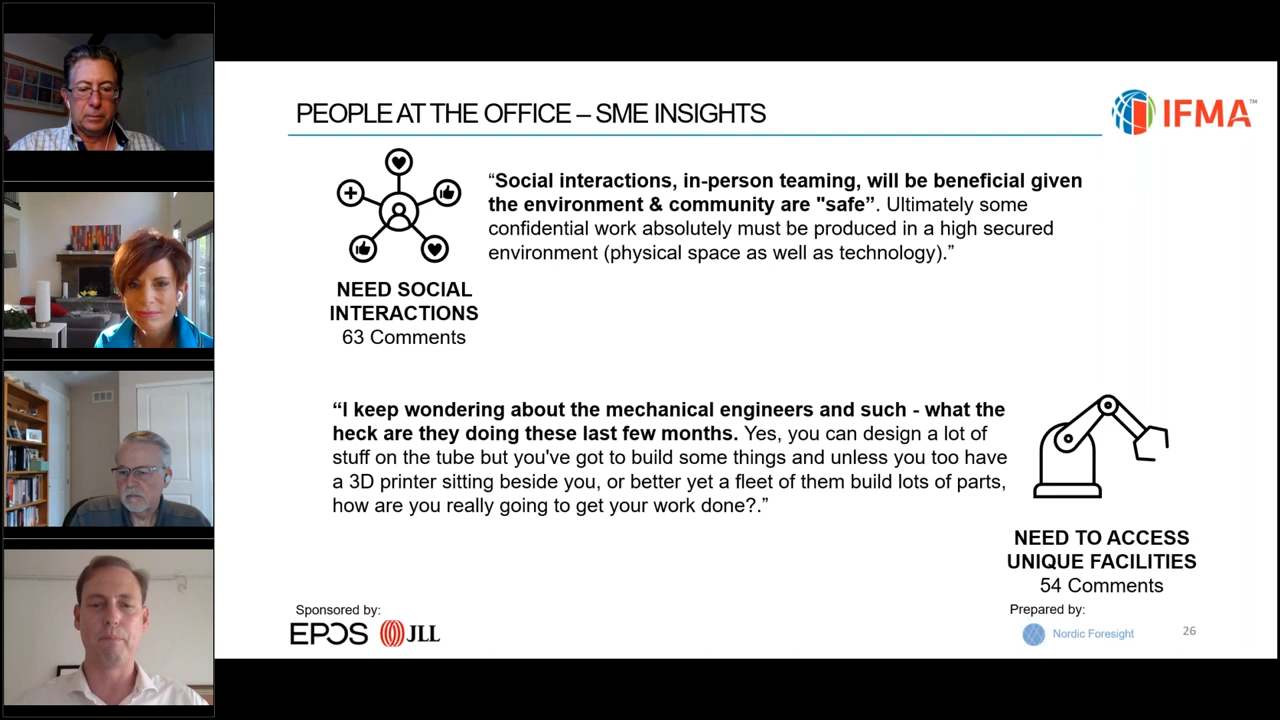 PEOPLE AT THE OFFICE – SME INSIGHTS
IFMA™
“Social interactions, in-person teaming, will be beneficial given
the environment & community are "safe”. Ultimately some
confidential work absolutely must be produced in a high secured
environment (physical space as well as technology).”
NEED SOCIAL
INTERACTIONS
63 Comments
“I keep wondering about the mechanical engineers and such - what the
heck are they doing these last few months. Yes, you can design a lot of
stuff on the tube but you've got to build some things and unless you too have
a 3D printer sitting beside you, or better yet a fleet of them build lots of parts,
how are you really going to get your work done?.”
NEED TO ACCESS
UNIQUE FACILITIES
54 Comments
Sponsored by:
EPOS JLL
Prepared by:
Nordic Foresight
26